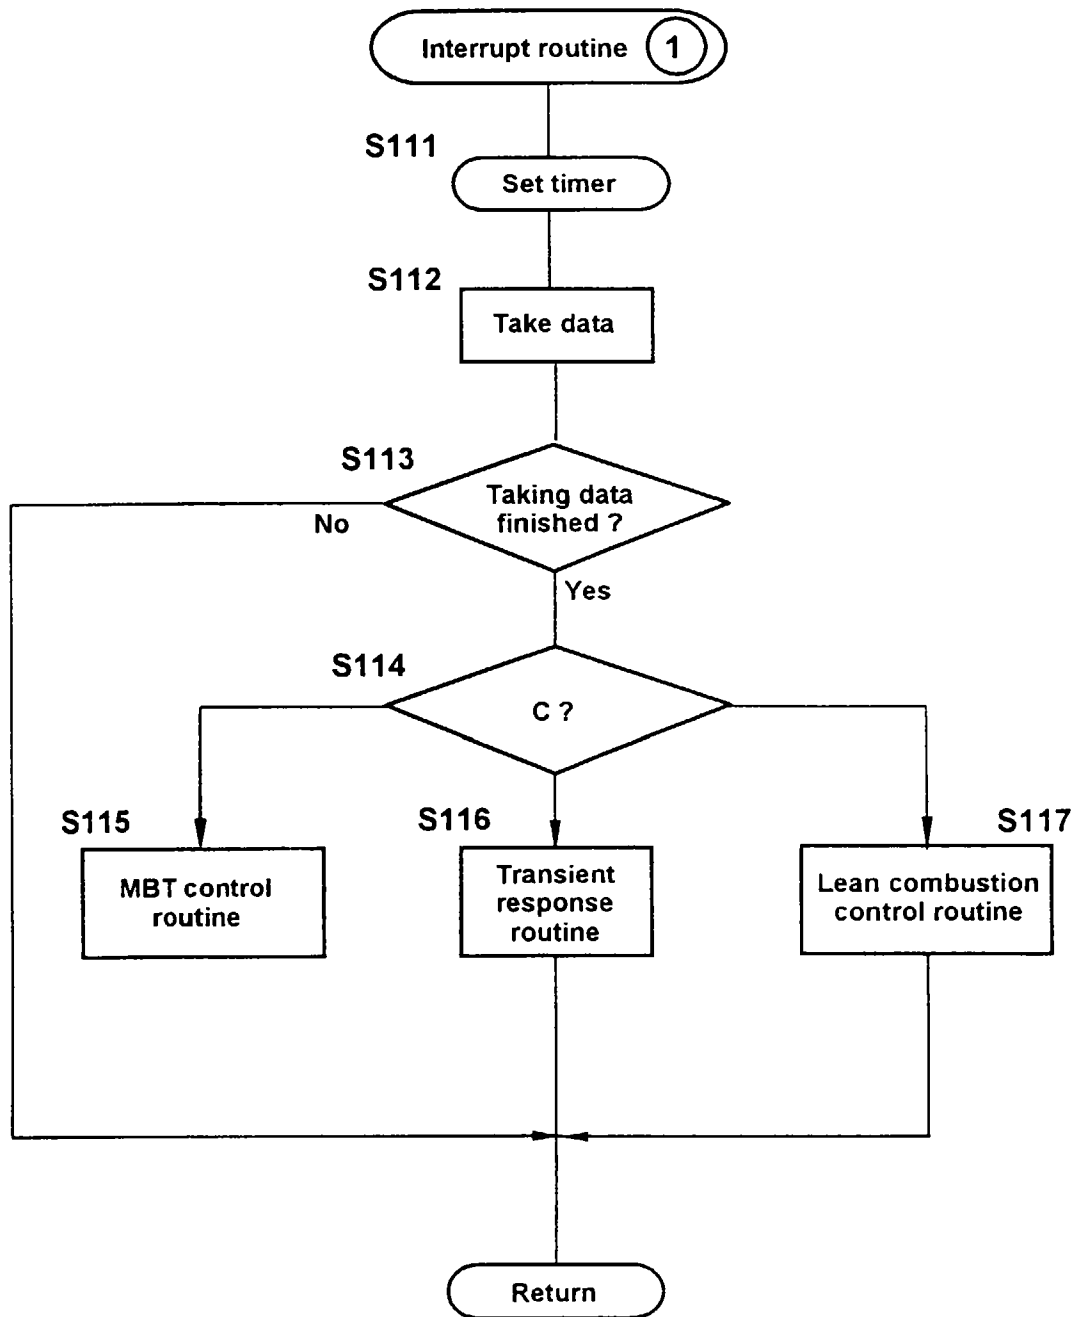 Interrupt routine 1
S111
Set timer
S112
Take data
S113
Taking data
finished ?
No
Yes
S114
C ?
S115
MBT control
routine
S116
Transient
response
routine
S117
Lean combustion
control routine
Return